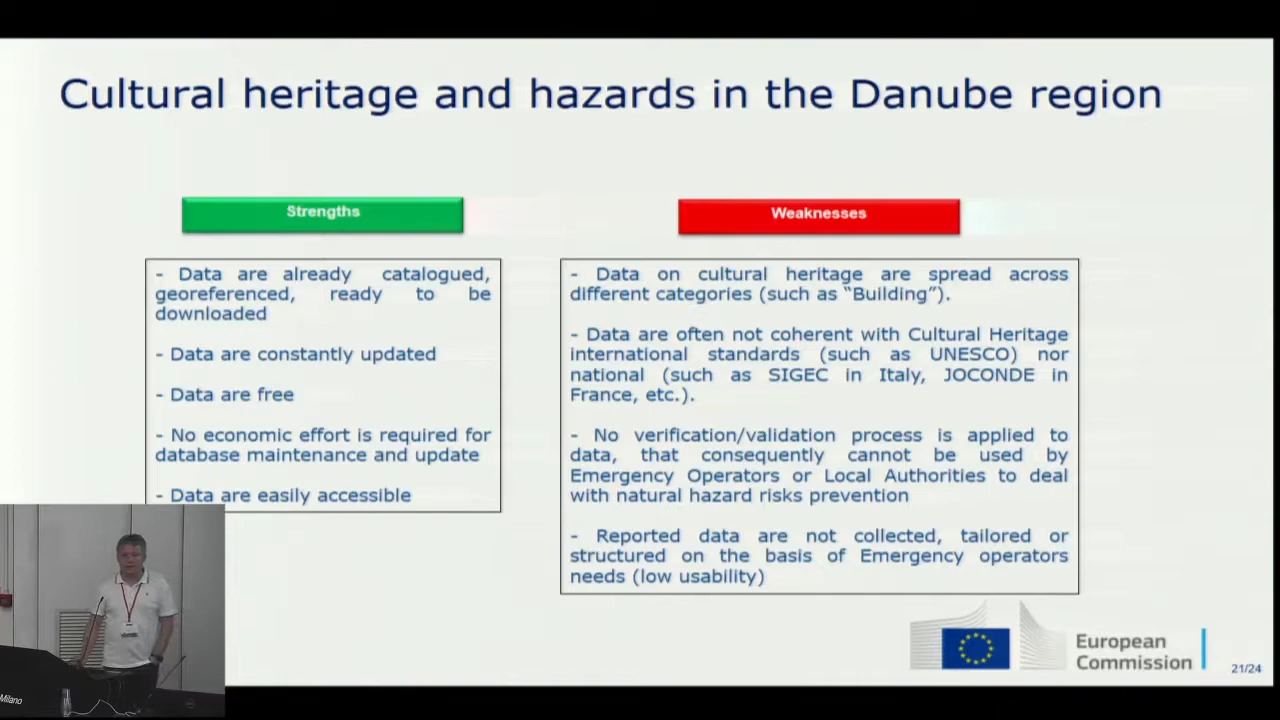 Cultural heritage and hazards in the Danube region
Strengths
- Data are already catalogued,
georeferenced, ready to be
downloaded
- Data are constantly updated
- Data are free
- No economic effort is required for
database maintenance and update
- Data are easily accessible
Weaknesses
- Data on cultural heritage are spread across
different categories (such as “Building”).
- Data are often not coherent with Cultural Heritage
international standards (such as UNESCO) nor
national (such as SIGEC in Italy, JOCONDE in
France, etc.).
- No verification/validation process is applied to
data, that consequently cannot be used by
Emergency Operators or Local Authorities to deal
with natural hazard risks prevention
- Reported data are not collected, tailored or
structured on the basis of Emergency operators
needs (low usability)
European
Commission
21/24
Milano